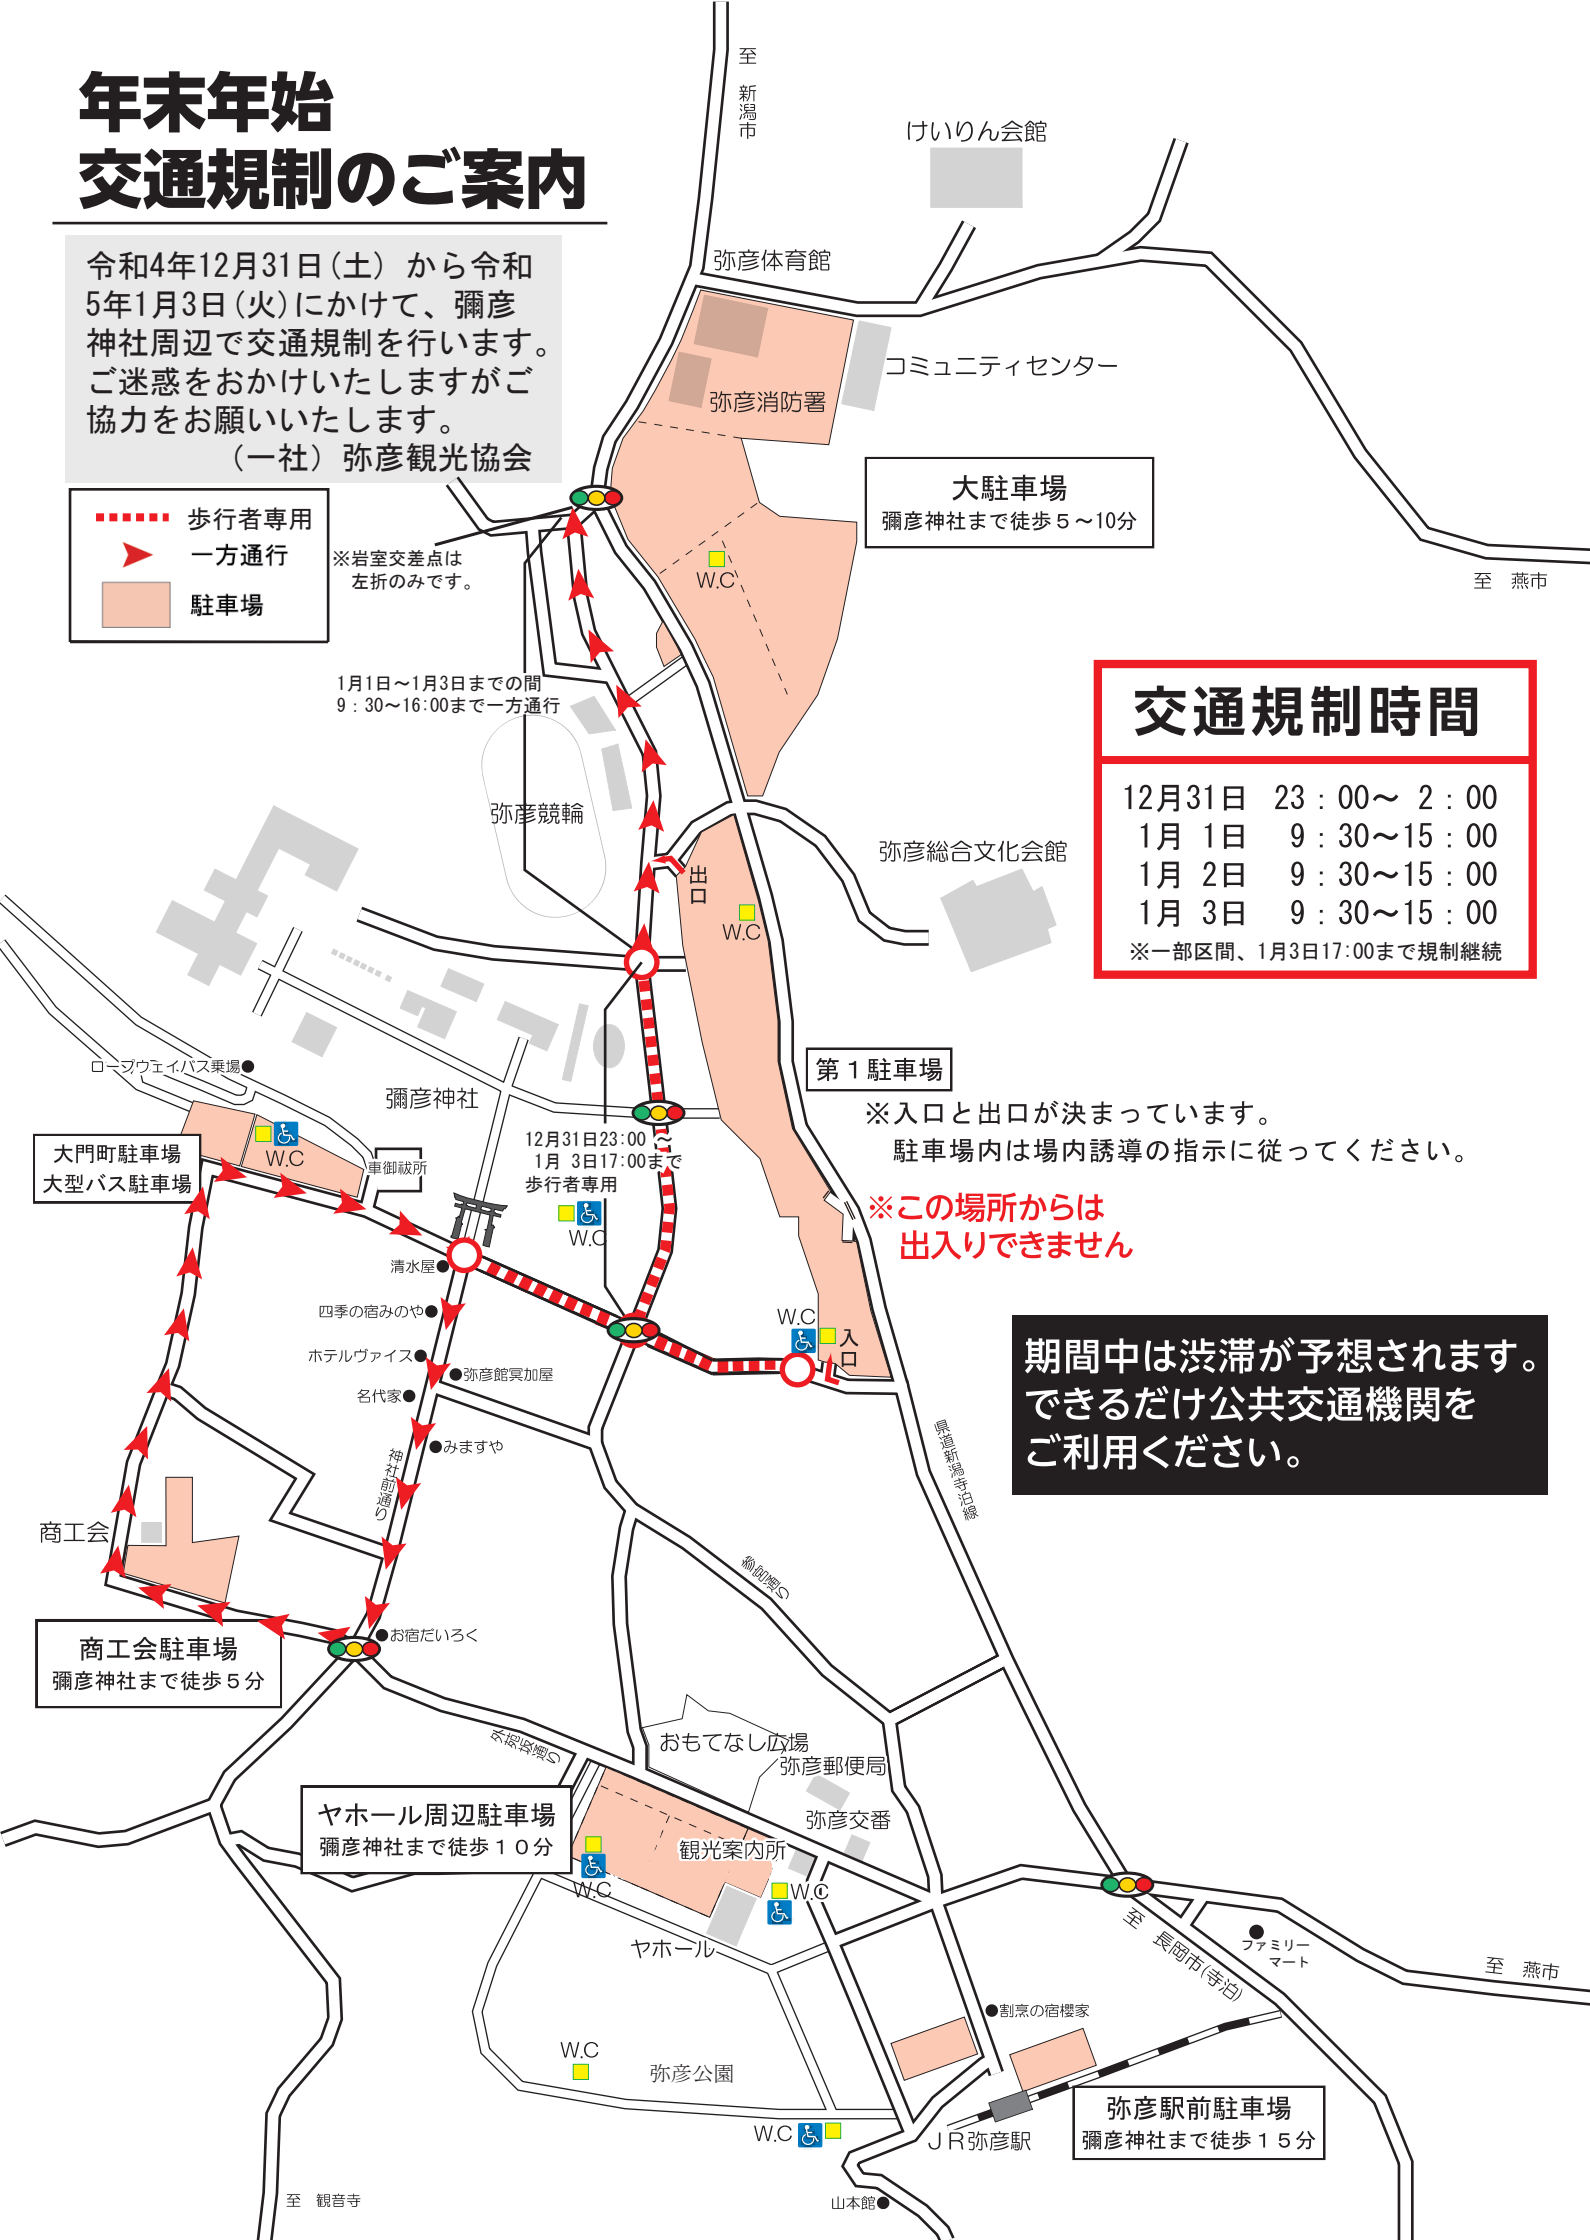 年末年始
交通規制のご案内
令和4年12月31日(土) から令和
5年1月3日(火)にかけて、彌彦
神社周辺で交通規制を行います。
ご迷惑をおかけいたしますがご
協力をお願いいたします。
（一社）弥彦観光協会
歩行者専用
一方通行
駐車場
※岩室交差点は
左折のみです。
至 新潟市
けいりん会館
弥彦体育館
コミュニティセンター
弥彦消防署
大駐車場
彌彦神社まで徒歩５～10分
至 燕市
W.C
1月1日～1月3日までの間
9：30～16:00まで一方通行
交通規制時間
12月31日 23：00～ 2：00
1月 1日 9：30～15：00
1月 2日 9：30～15：00
1月 3日 9：30～15：00
※一部区間、1月3日17:00まで規制継続
弥彦競輪
弥彦総合文化会館
出口
W.C
ロープウェイバス乗場
彌彦神社
第１駐車場
※入口と出口が決まっています。
駐車場内は場内誘導の指示に従ってください。
※この場所からは
出入りできません
大門町駐車場
大型バス駐車場
W.C
車御祓所
12月31日23:00 ～
1月 3日17:00まで
歩行者専用
W.C
清水屋
四季の宿みのや
ホテルヴァイス
弥彦館冥加屋
名代家
みますや
神社前通り
W.C
入口
期間中は渋滞が予想されます。
できるだけ公共交通機関を
ご利用ください。
県道新潟寺泊線
商工会
参宮通り
お宿だいろく
商工会駐車場
彌彦神社まで徒歩５分
外苑坂通り
おもてなし広場
弥彦郵便局
弥彦交番
ヤホール周辺駐車場
彌彦神社まで徒歩１０分
観光案内所
W.C
W.C
ヤホール
至 長岡市(寺泊)
ファミリー
マート
至 燕市
割烹の宿櫻家
W.C
弥彦公園
弥彦駅前駐車場
彌彦神社まで徒歩１５分
W.C
ＪＲ弥彦駅
至 観音寺
山本館